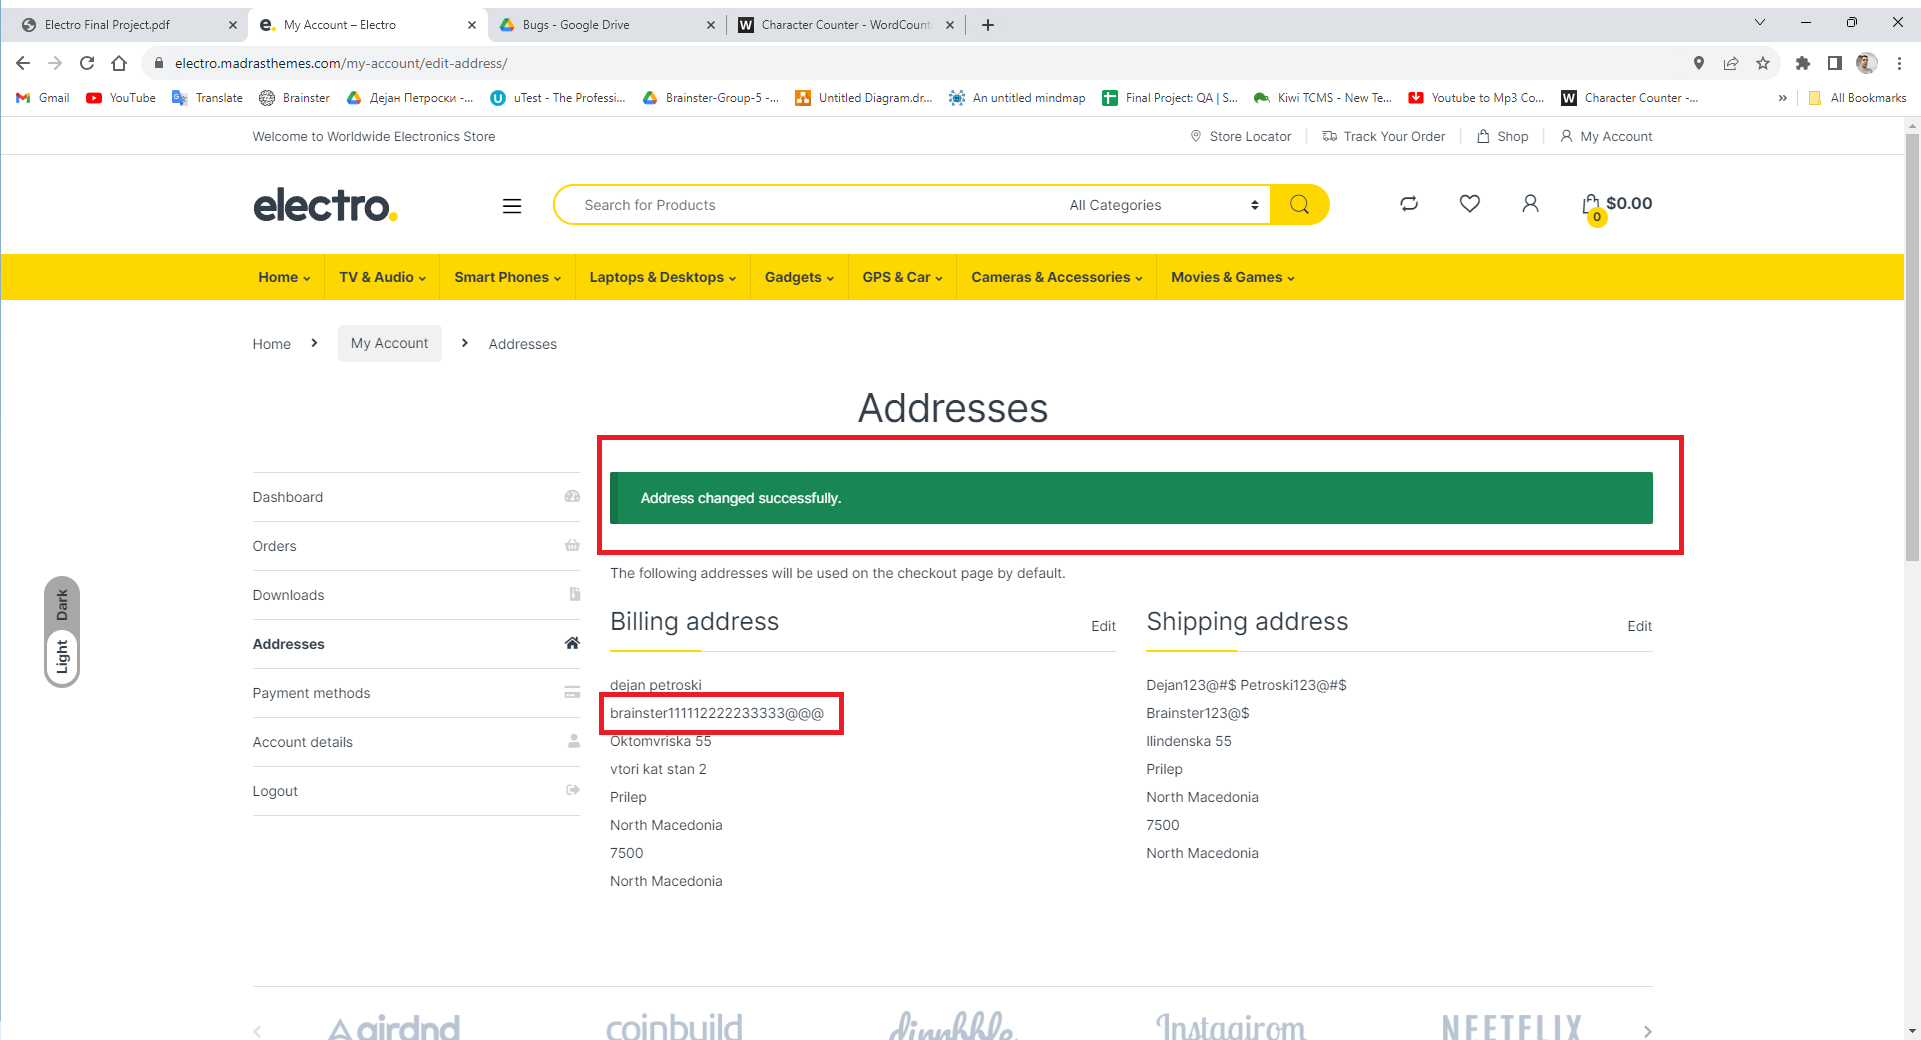 Electro Final Project.pdf
My Account – Electro
Bugs - Google Drive
Character Counter - WordCount
electro.madrasthemes.com/my-account/edit-address/
Gmail
YouTube
Translate
Brainster
Дејан Петроски -...
uTest - The Professi...
Brainster-Group-5 -...
Untitled Diagram.dr...
An untitled mindmap
Final Project: QA | S...
Kiwi TCMS - New Te...
Youtube to Mp3 Co...
Character Counter -...
»
All Bookmarks
Welcome to Worldwide Electronics Store
Store Locator
Track Your Order
Shop
My Account
electro.
Search for Products
All Categories
0
$0.00
Home
TV & Audio
Smart Phones
Laptops & Desktops
Gadgets
GPS & Car
Cameras & Accessories
Movies & Games
Home
My Account
Addresses
Addresses
Dashboard
Orders
Downloads
Addresses
Payment methods
Account details
Logout
Dark
Light
Address changed successfully.
The following addresses will be used on the checkout page by default.
Billing address
Edit
dejan petroski
brainster111112222233333@@@
Oktomvriska 55
vtori kat stan 2
Prilep
North Macedonia
7500
North Macedonia
Shipping address
Edit
Dejan123@#$ Petroski123@#$
Brainster123@$
Ilindenska 55
Prilep
North Macedonia
7500
North Macedonia
airdnd
coinbuild
dinnbble
Instagirom
NEETFLIX